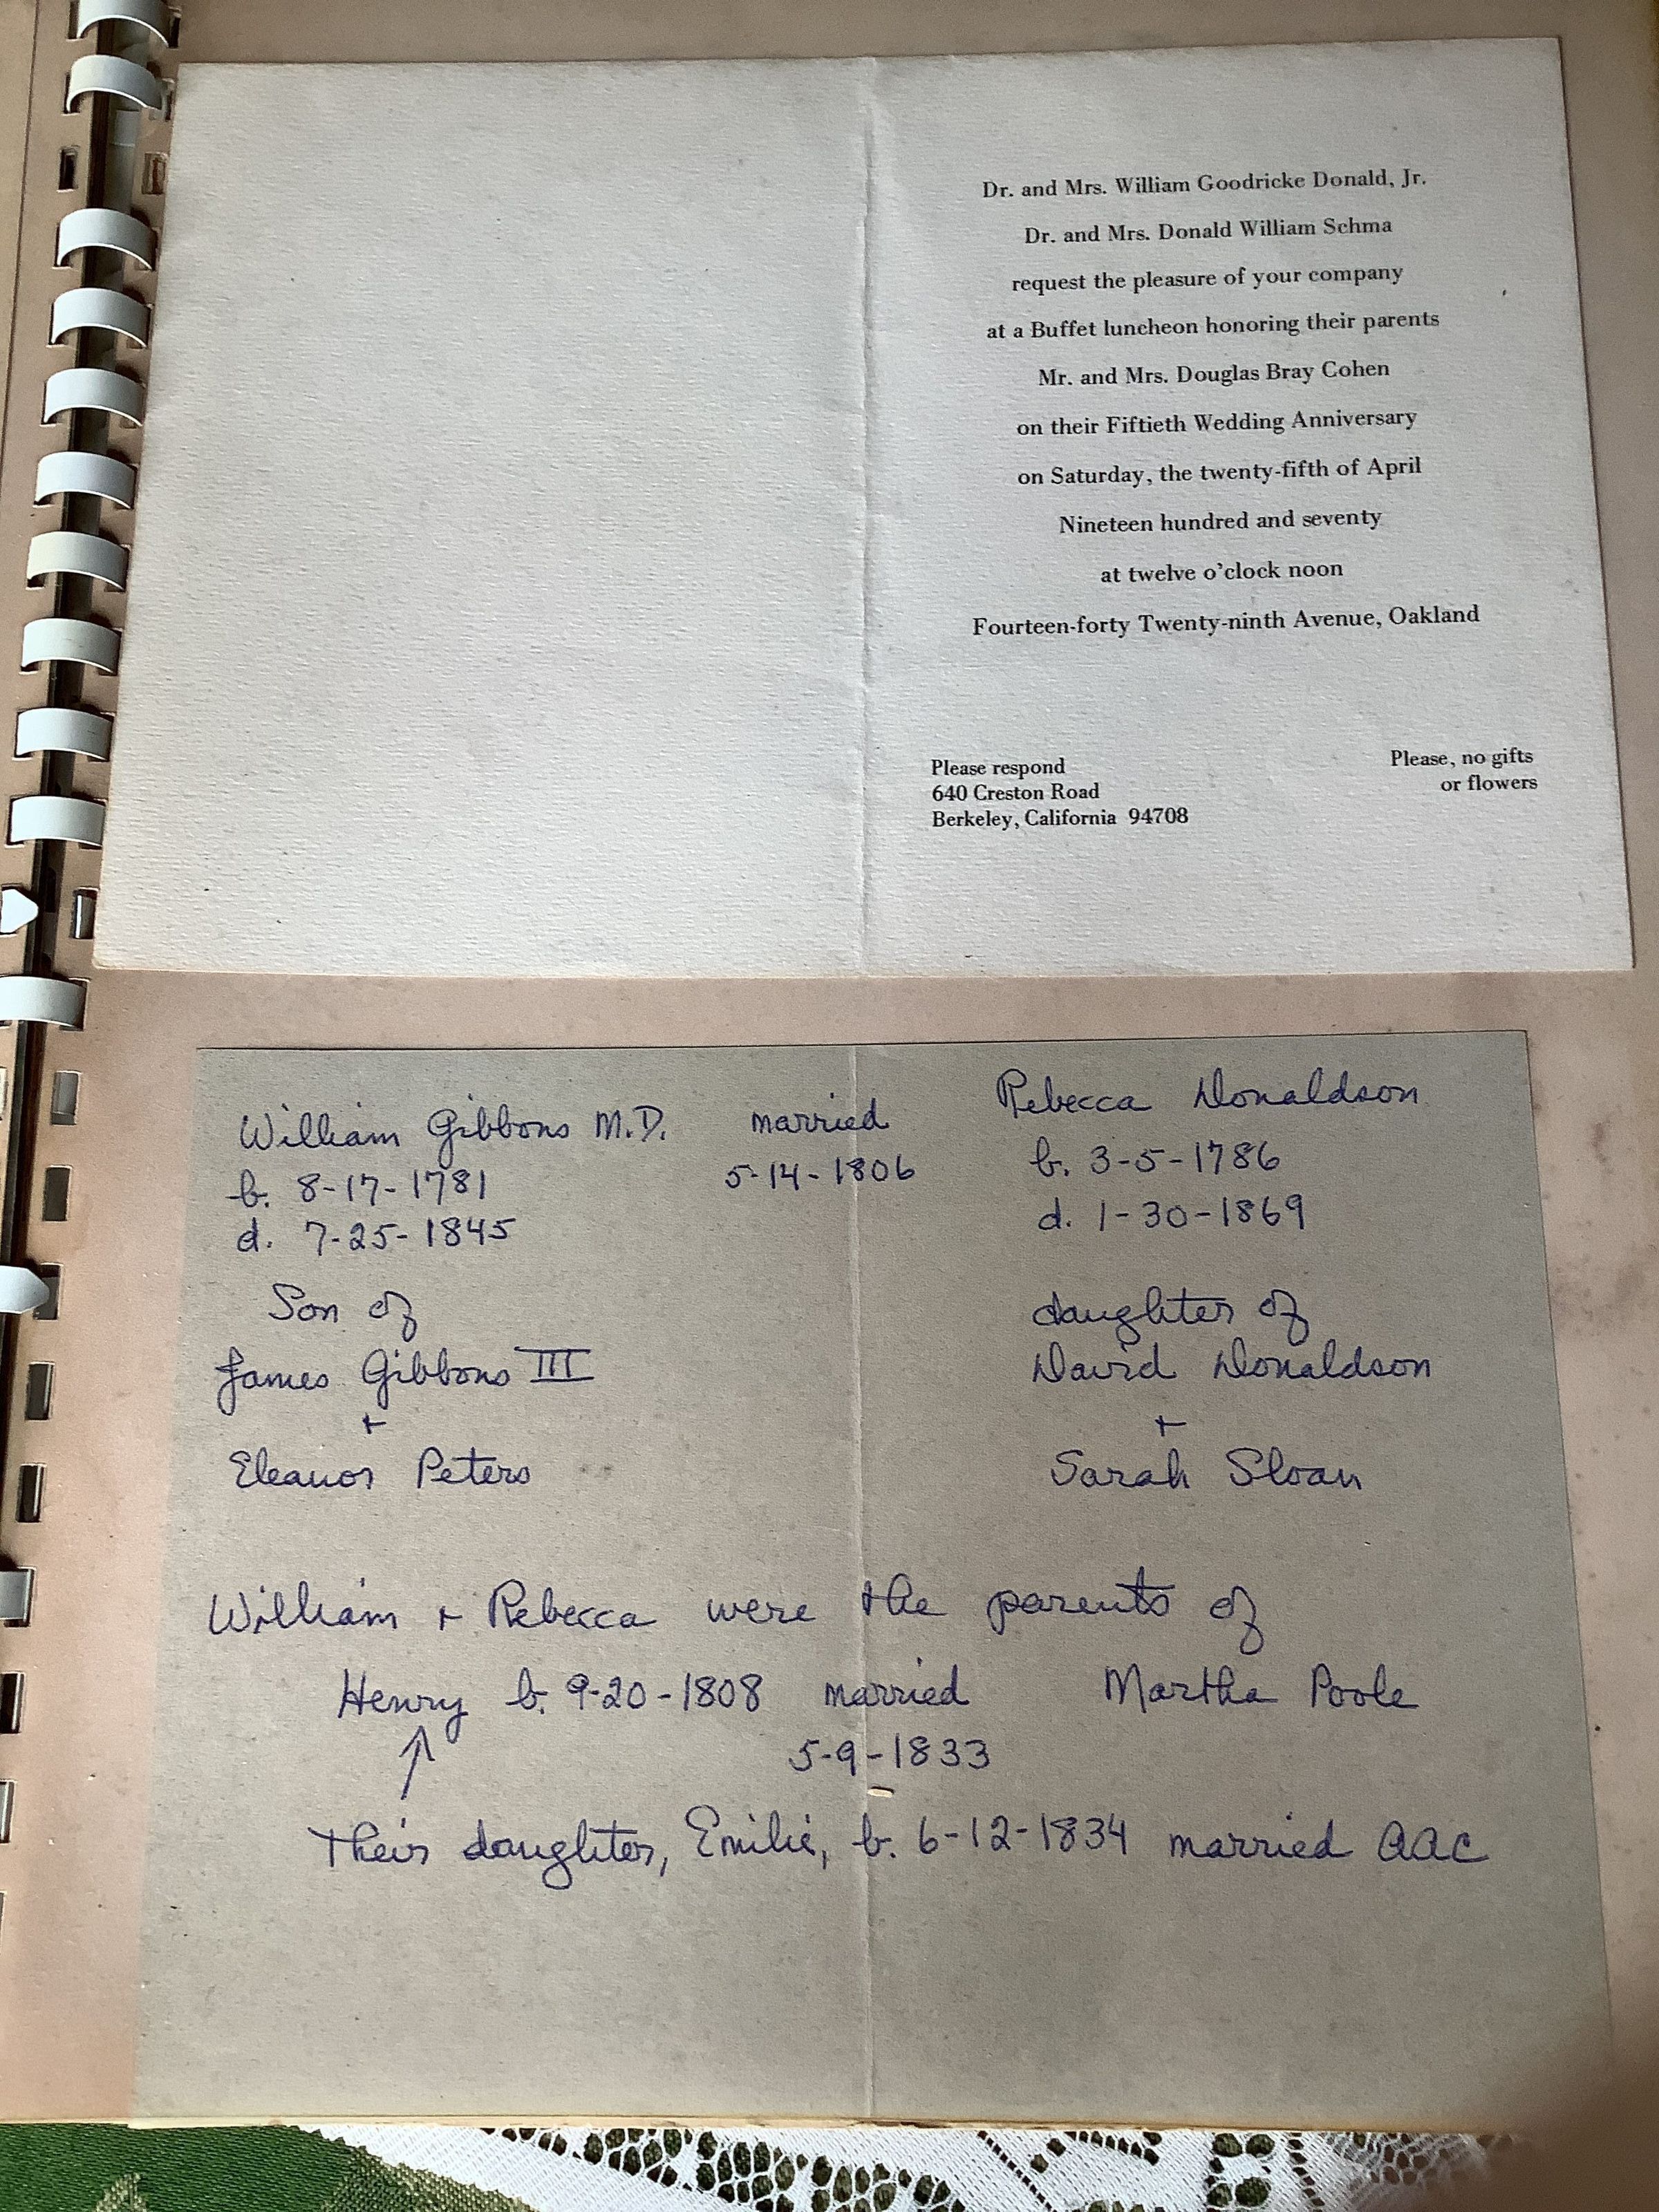 Dr. and Mrs. William Goodricke Donald, Jr.
Dr. and Mrs. Donald William Schma
request the pleasure of your company
at a Buffet luncheon honoring their parents
Mr. and Mrs. Douglas Bray Cohen
on their Fiftieth Wedding Anniversary
on Saturday, the twenty-fifth of April
Nineteen hundred and seventy
at twelve o'clock noon
Fourteen-forty Twenty-ninth Avenue, Oakland
Please respond
640 Creston Road
Berkeley, California 94708
Please, no gifts
or flowers
William Gibbons M.D. married Rebecca Donaldson
b. 8-17-1781 5-14-1806 b. 3-5-1786
d. 7-25-1845 d. 1-30-1869
Son of daughter of
James Gibbons III David Donaldson
+ +
Eleanor Peters Sarah Sloan
William + Rebecca were the parents of
Henry b. 9-20-1808 married Martha Poole
5-9-1833
Their daughter, Emilie, b. 6-12-1834 married AAC